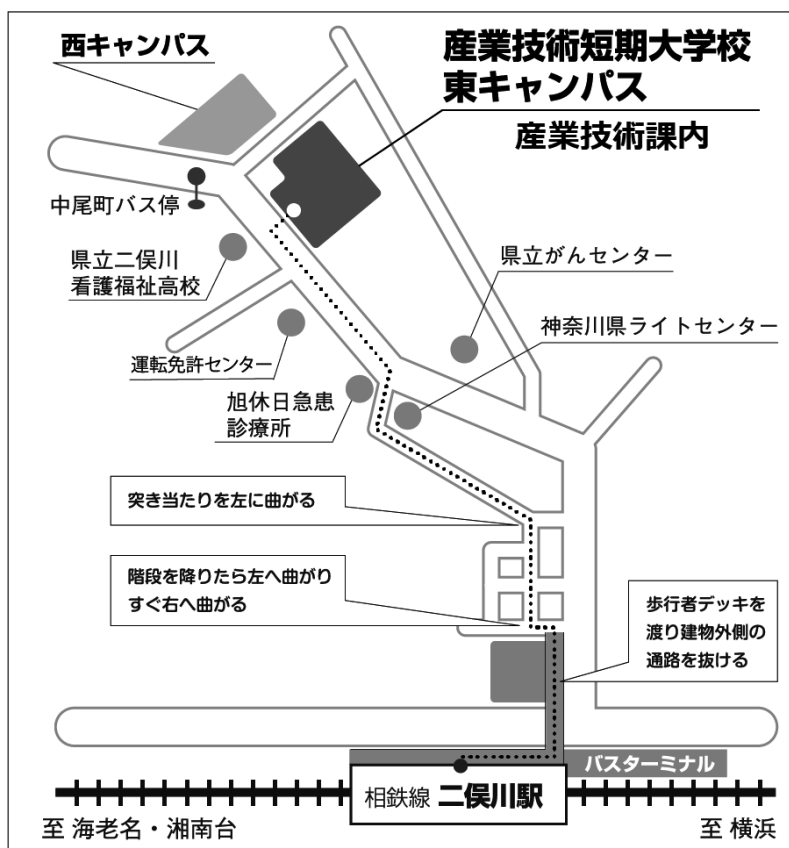 西キャンパス
産業技術短期大学校
東キャンパス
産業技術課内
中尾町バス停
県立二俣川
看護福祉高校
県立がんセンター
神奈川県ライトセンター
運転免許センター
旭休日急患
診療所
突き当たりを左に曲がる
階段を降りたら左へ曲がり
すぐ右へ曲がる
歩行者デッキを
渡り建物外側の
通路を抜ける
バスターミナル
相鉄線 二俣川駅
至 海老名・湘南台
至 横浜